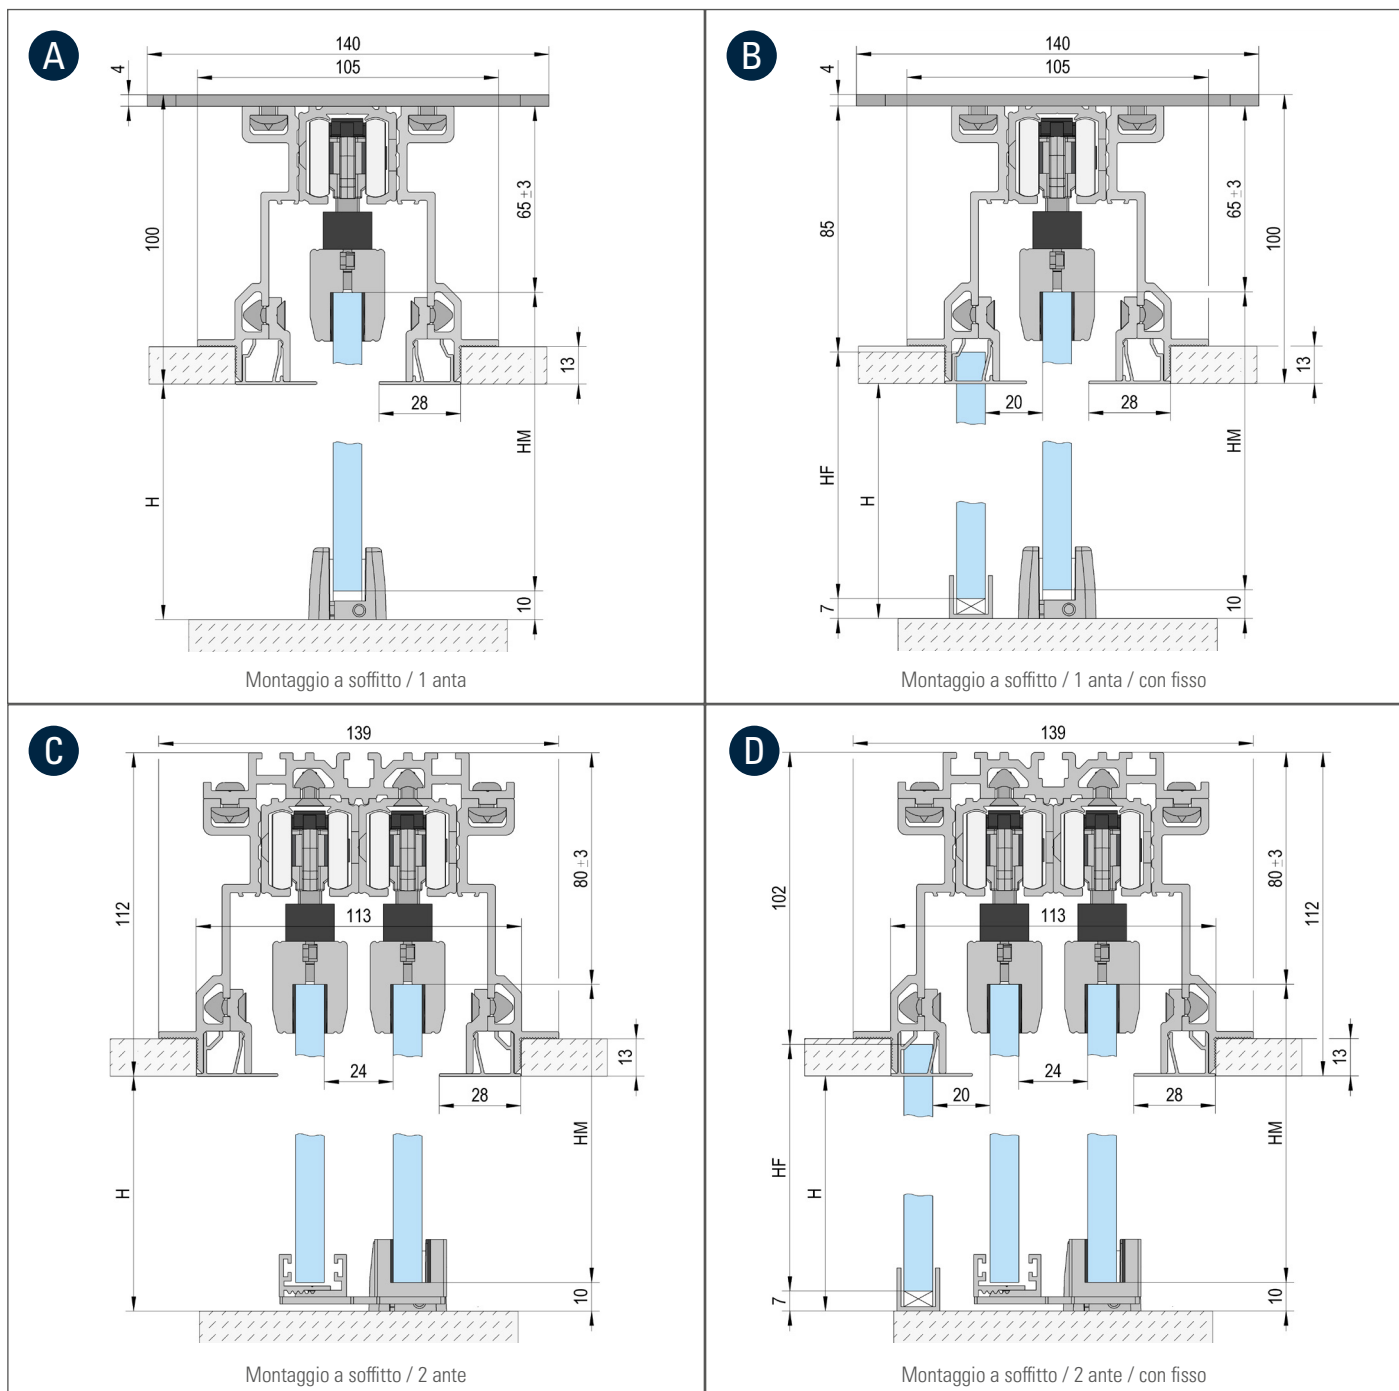 A
140
105
4
100
65±3
13
28
HM
H
10
Montaggio a soffitto / 1 anta
B
140
105
4
85
65±3
100
13
20
28
HF
H
HM
7
10
Montaggio a soffitto / 1 anta / con fisso
C
139
112
80±3
113
13
24
28
HM
H
10
Montaggio a soffitto / 2 ante
D
139
102
80±3
112
113
13
24
20
28
HF
H
HM
7
10
Montaggio a soffitto / 2 ante / con fisso